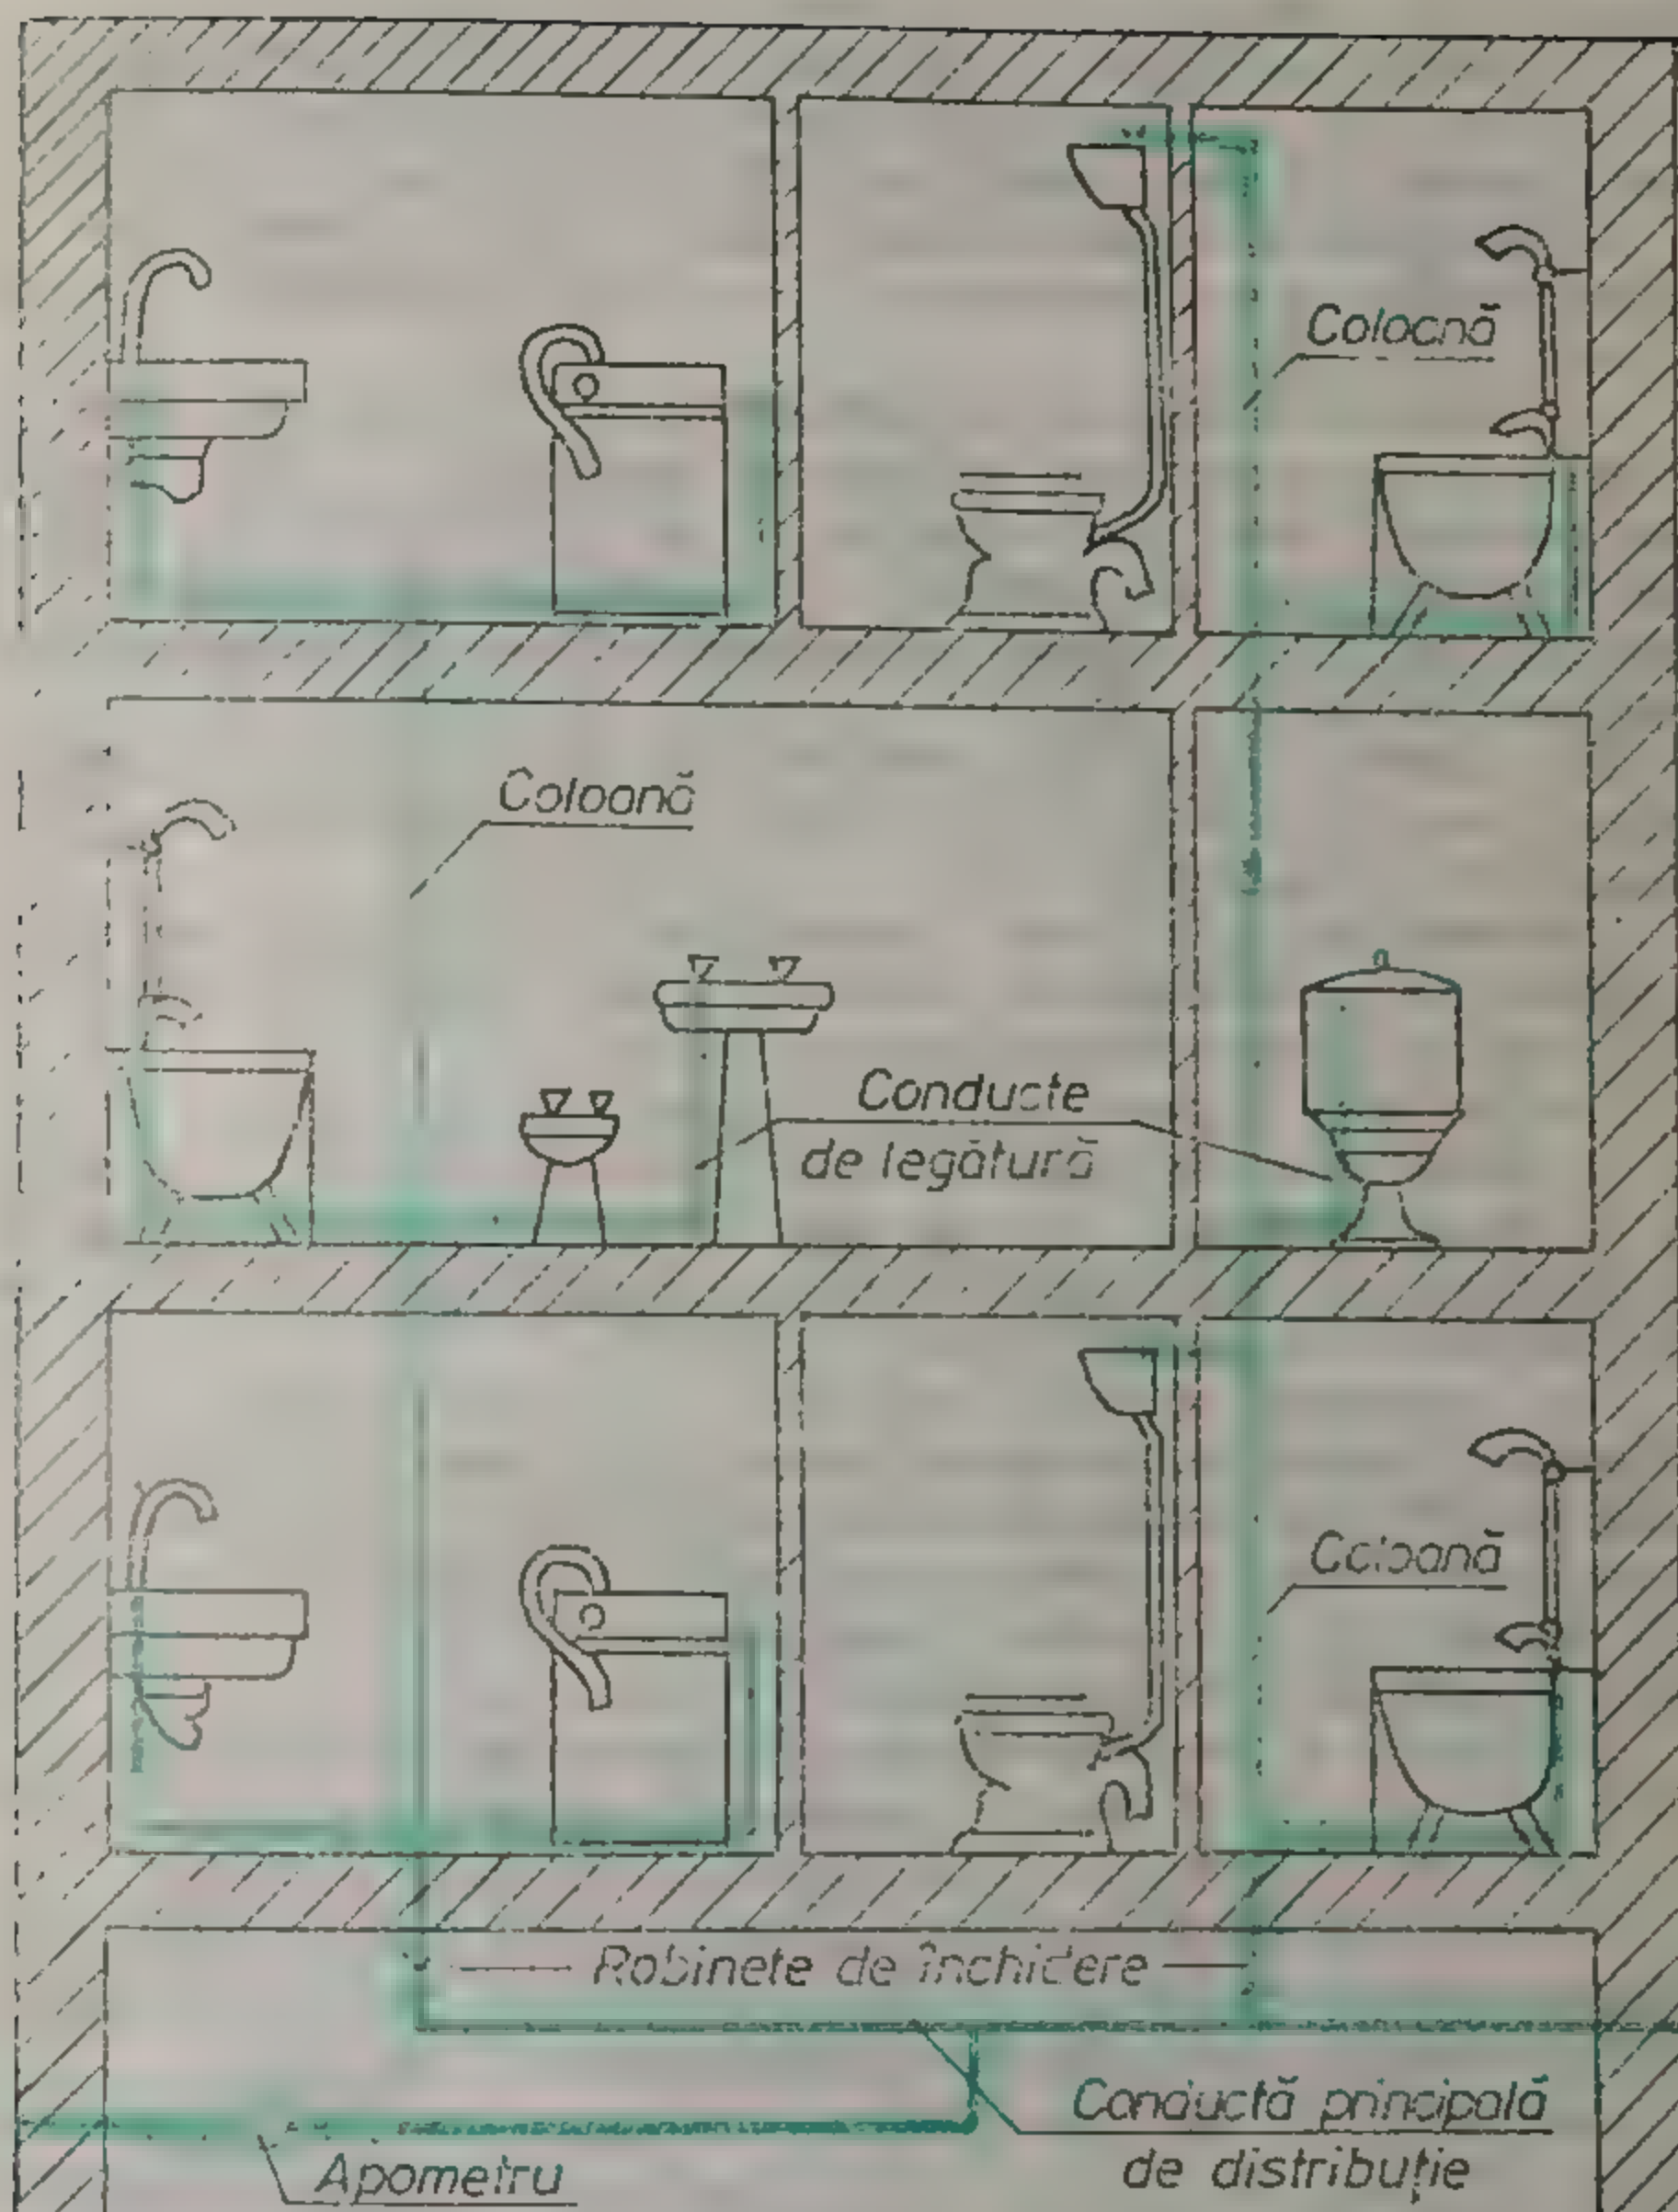 Coloană
Coloană
Conducte
de legătură
Coloană
Robinete de închidere
Conductă principală
de distribuție
Apometru